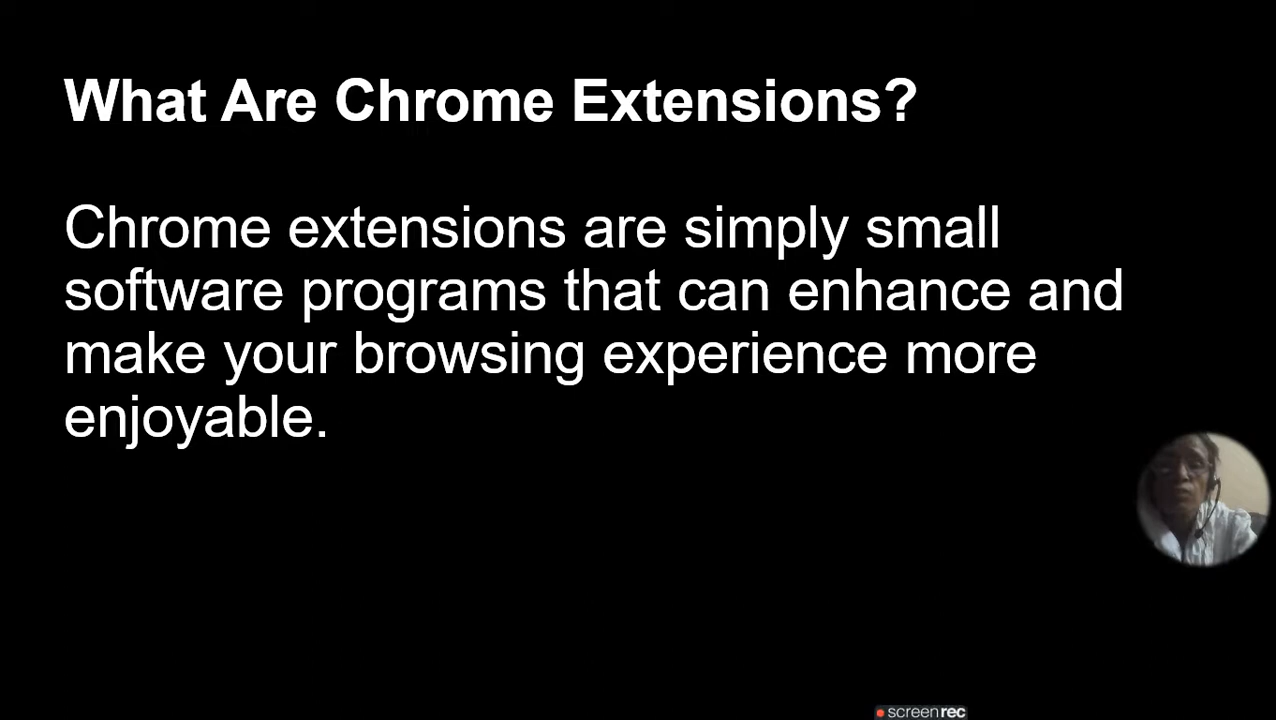 What Are Chrome Extensions?
Chrome extensions are simply small
software programs that can enhance and
make your browsing experience more
enjoyable.
screenrec